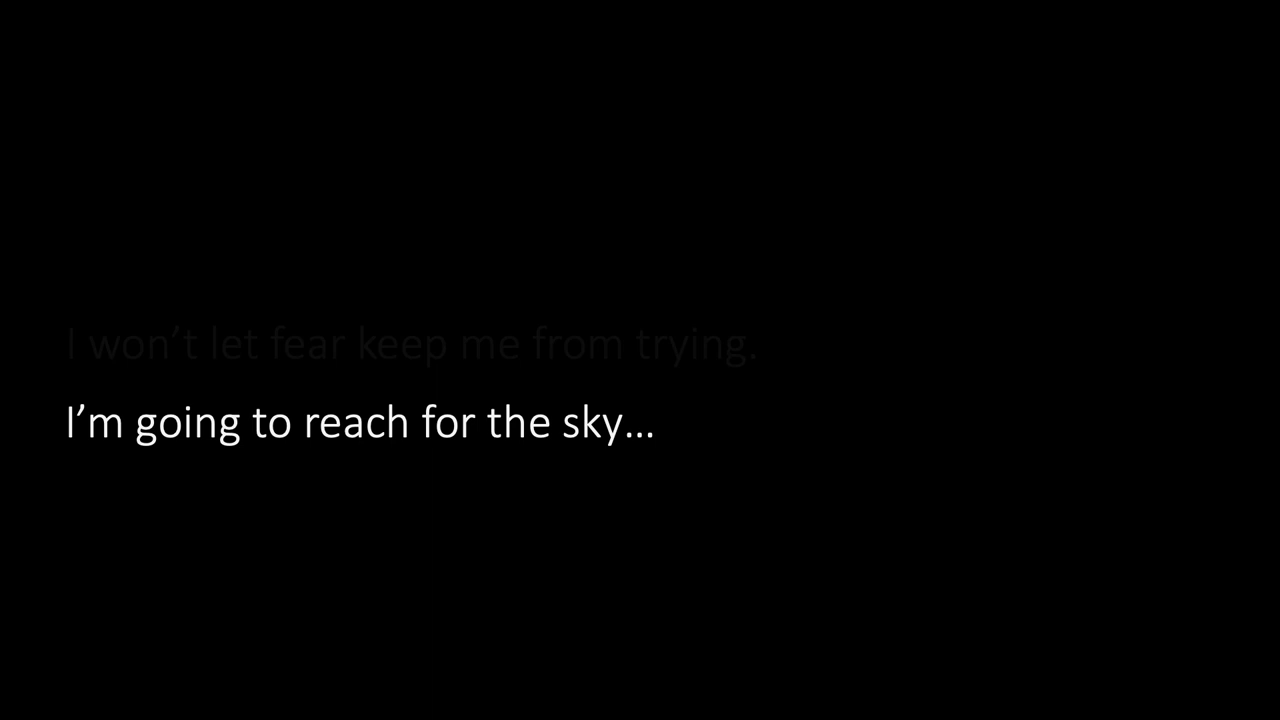 I won’t let fear keep me from trying.
I’m going to reach for the sky…